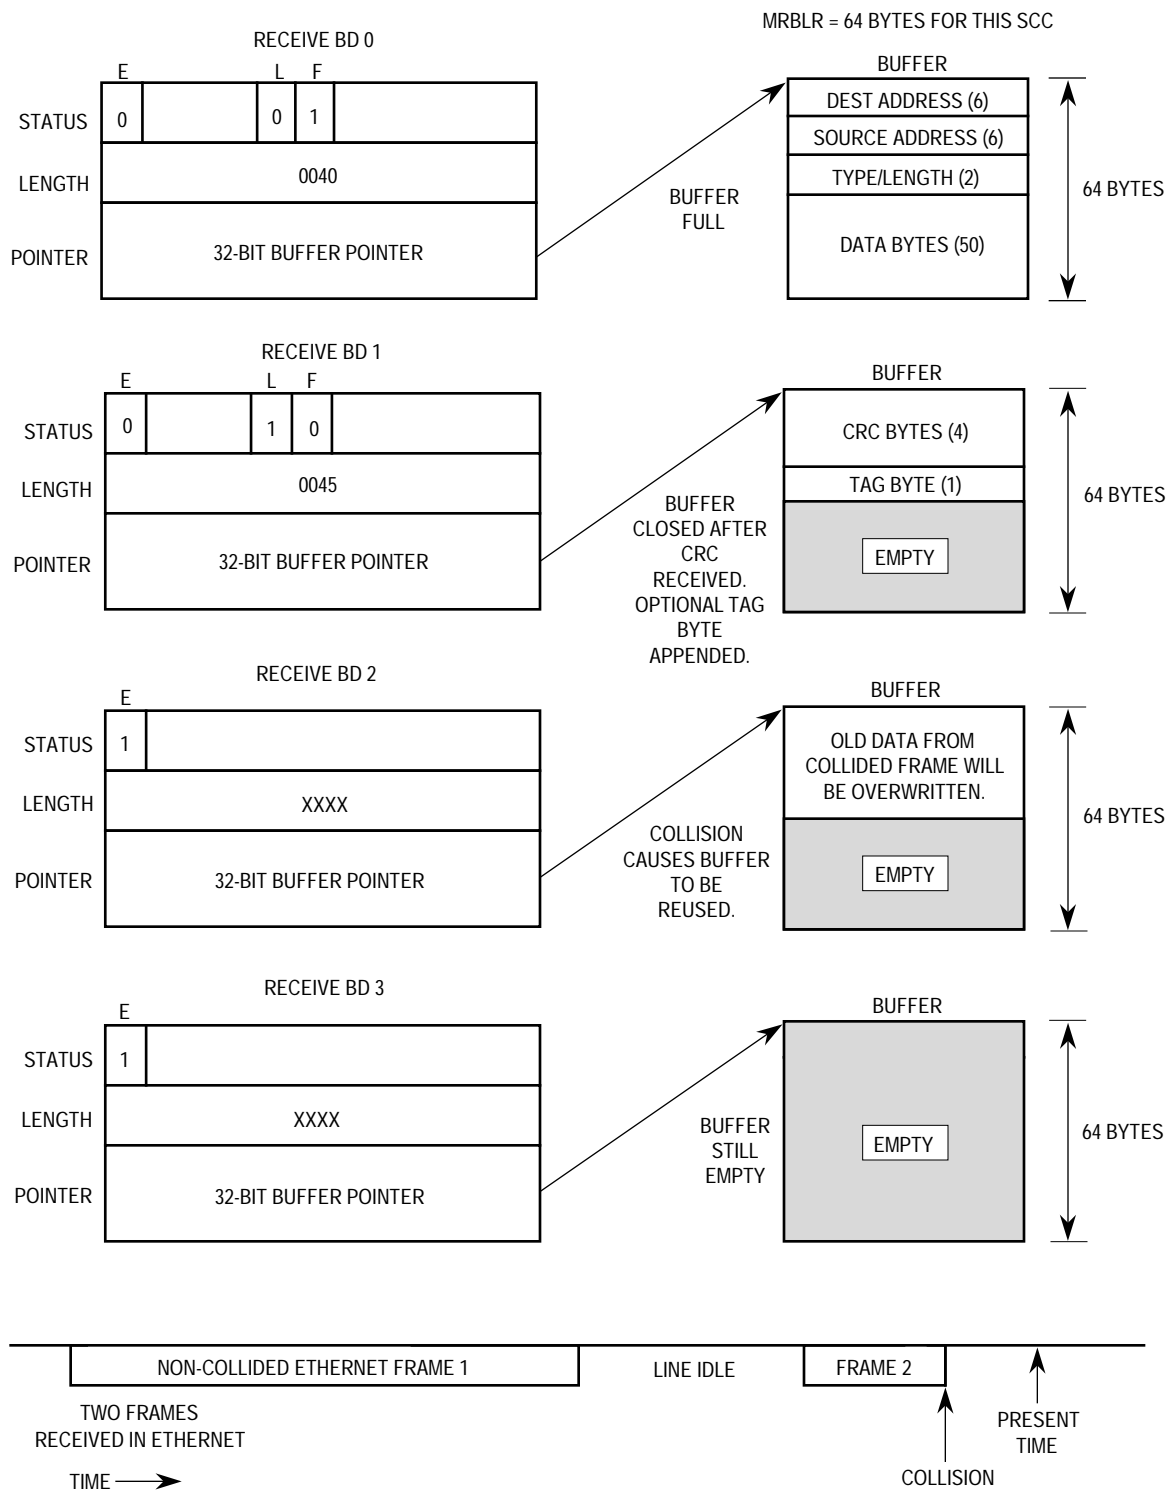 MRBLR = 64 BYTES FOR THIS SCC
RECEIVE BD 0
E L F
STATUS 0 0 1
LENGTH 0040
POINTER 32-BIT BUFFER POINTER
BUFFER
FULL
BUFFER
DEST ADDRESS (6)
SOURCE ADDRESS (6)
TYPE/LENGTH (2)
DATA BYTES (50)
64 BYTES
RECEIVE BD 1
E L F
STATUS 0 1 0
LENGTH 0045
POINTER 32-BIT BUFFER POINTER
BUFFER
CLOSED AFTER
CRC
RECEIVED.
OPTIONAL TAG
BYTE
APPENDED.
BUFFER
CRC BYTES (4)
TAG BYTE (1)
EMPTY
64 BYTES
RECEIVE BD 2
E
STATUS 1
LENGTH XXXX
POINTER 32-BIT BUFFER POINTER
COLLISION
CAUSES BUFFER
TO BE
REUSED.
BUFFER
OLD DATA FROM
COLLIDED FRAME WILL
BE OVERWRITTEN.
EMPTY
64 BYTES
RECEIVE BD 3
E
STATUS 1
LENGTH XXXX
POINTER 32-BIT BUFFER POINTER
BUFFER
STILL
EMPTY
BUFFER
EMPTY
64 BYTES
NON-COLLIDED ETHERNET FRAME 1
LINE IDLE
FRAME 2
TWO FRAMES
RECEIVED IN ETHERNET
TIME
COLLISION
PRESENT
TIME